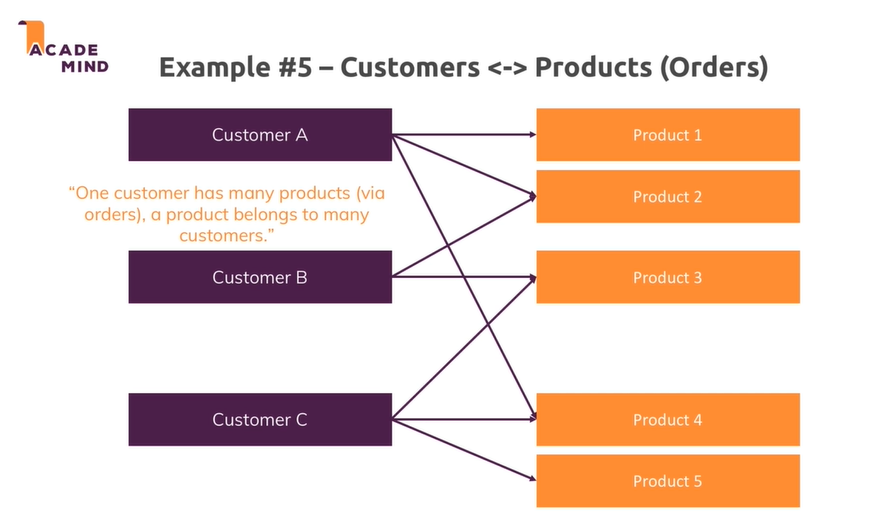 ACADE
MIND
Example #5 – Customers <-> Products (Orders)
Customer A
Product 1
“One customer has many products (via
orders), a product belongs to many
customers.”
Product 2
Customer B
Product 3
Customer C
Product 4
Product 5